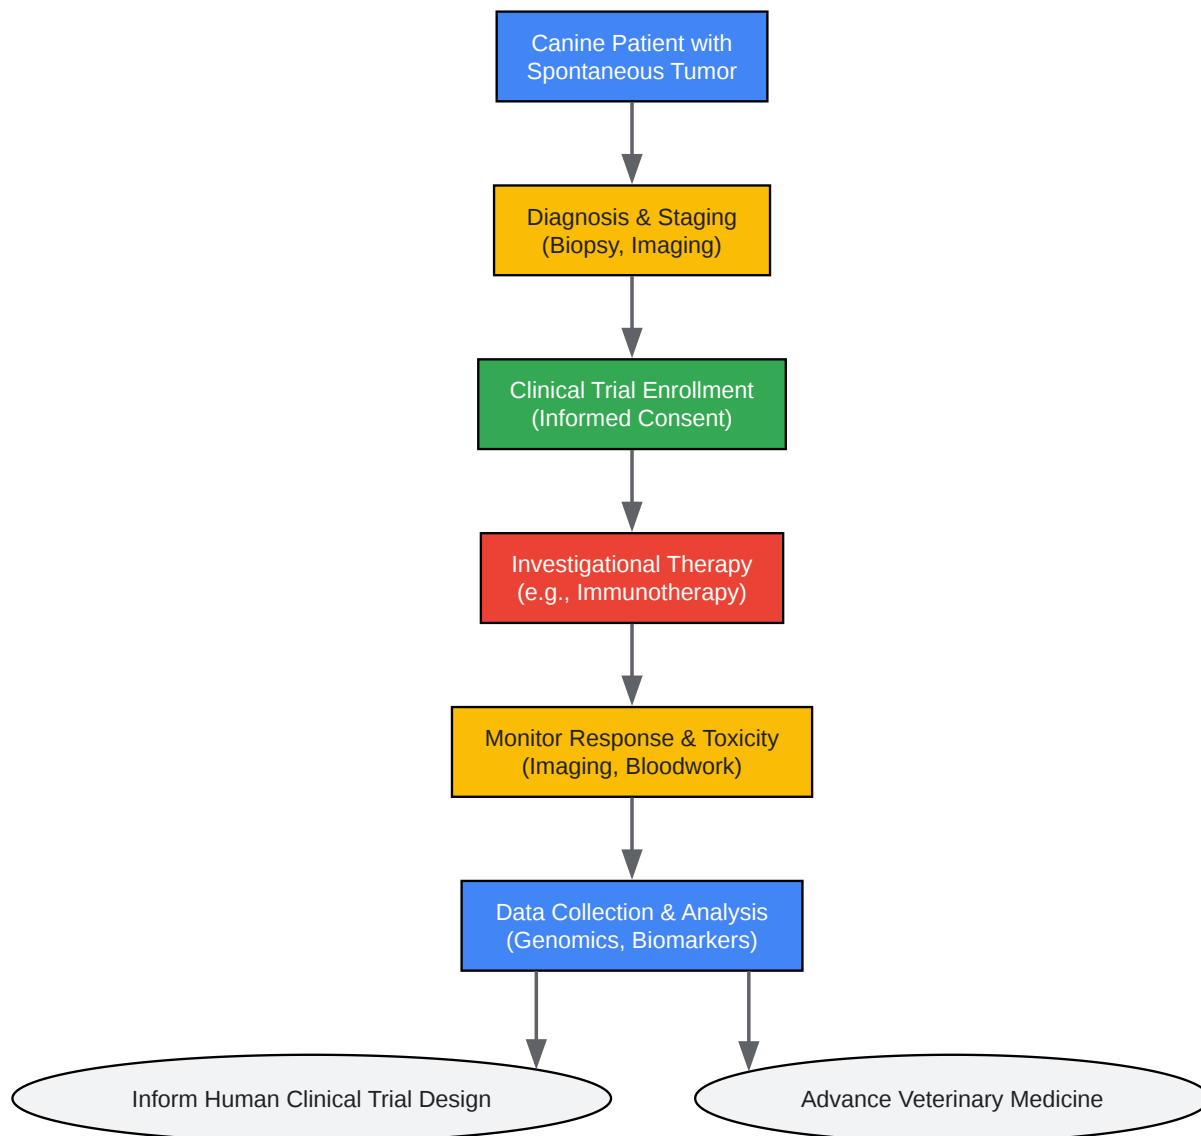 Canine Patient with
Spontaneous Tumor
Diagnosis & Staging
(Biopsy, Imaging)
Clinical Trial Enrollment
(Informed Consent)
Investigational Therapy
(e.g., Immunotherapy)
Monitor Response & Toxicity
(Imaging, Bloodwork)
Data Collection & Analysis
(Genomics, Biomarkers)
Inform Human Clinical Trial Design
Advance Veterinary Medicine